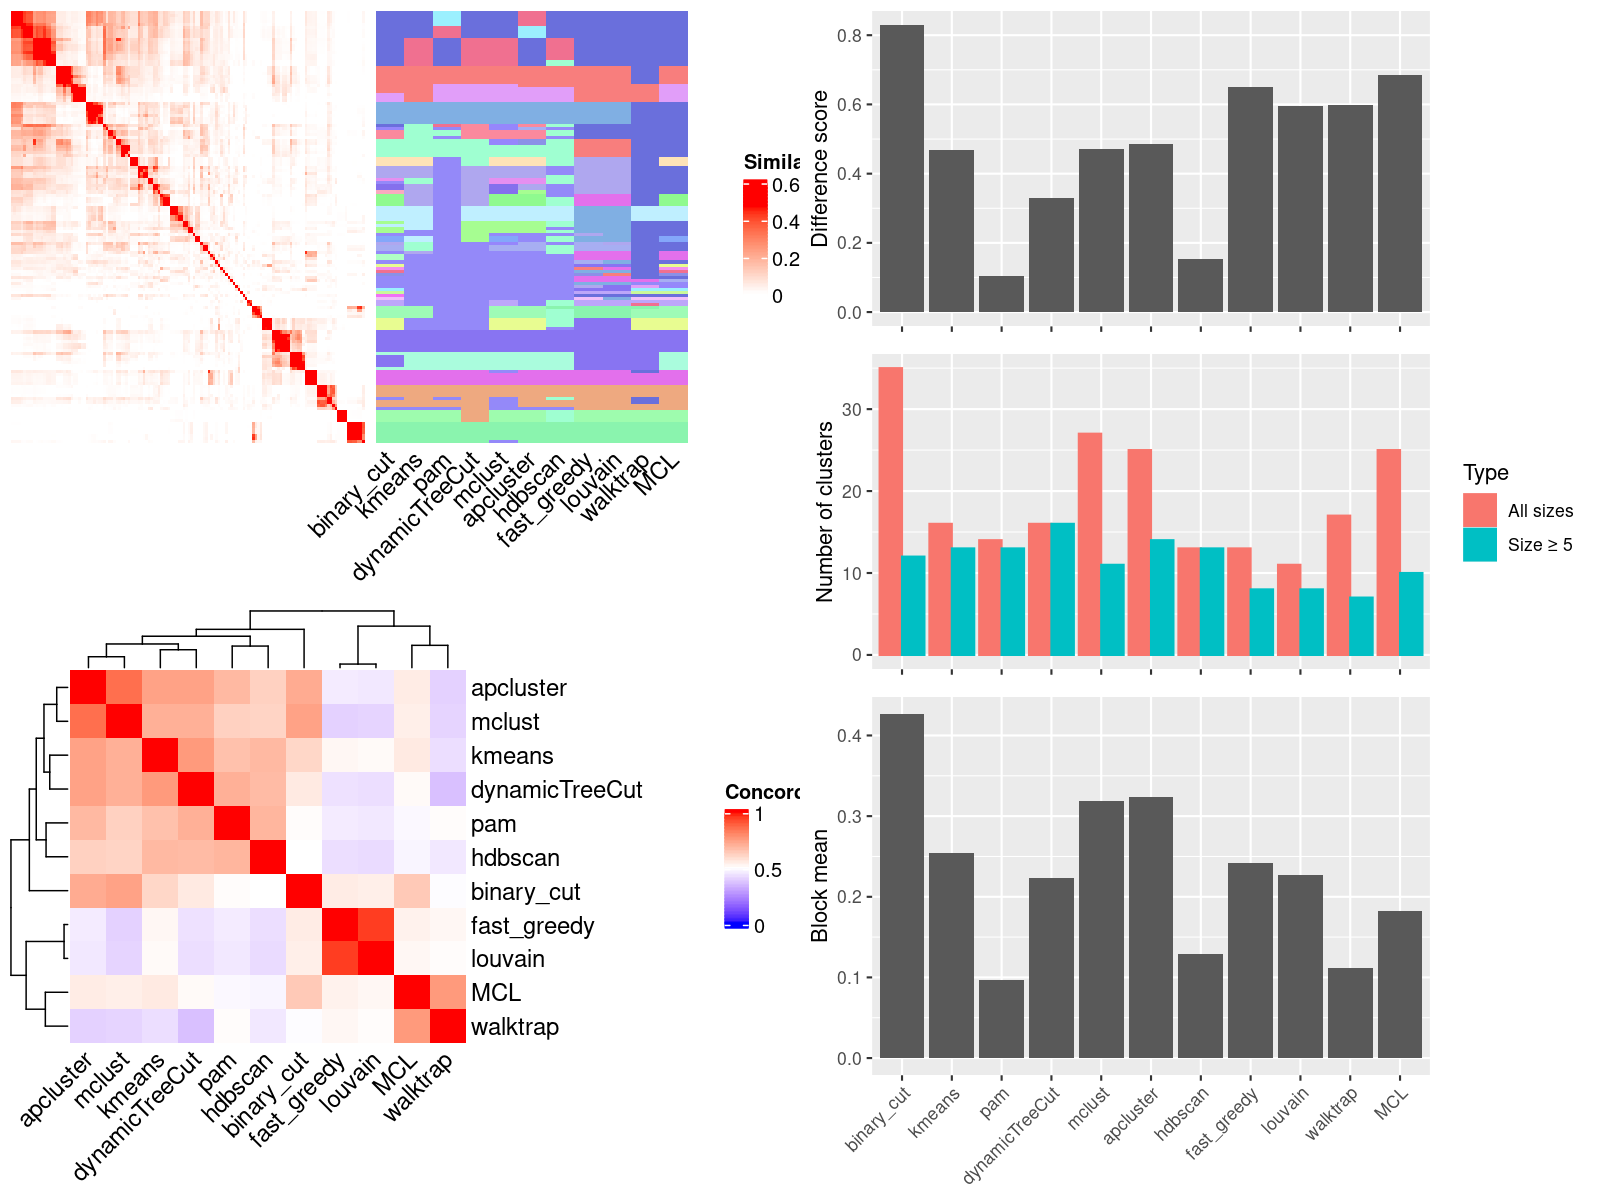 Simila
0.6
0.4
0.2
0
binary_cut
kmeans
pam
dynamicTreeCut
mclust
apcluster
hdbscan
fast_greedy
louvain
walktrap
MCL
apcluster
mclust
kmeans
dynamicTreeCut
pam
hdbscan
binary_cut
fast_greedy
louvain
MCL
walktrap
apcluster
mclust
kmeans
dynamicTreeCut
pam
hdbscan
binary_cut
fast_greedy
louvain
MCL
walktrap
Concord
1
0.5
0
Difference score
0.8
0.6
0.4
0.2
0.0
Number of clusters
30
20
10
0
Type
All sizes
Size ≥ 5
Block mean
0.4
0.3
0.2
0.1
0.0
binary_cut
kmeans
pam
dynamicTreeCut
mclust
apcluster
hdbscan
fast_greedy
louvain
walktrap
MCL